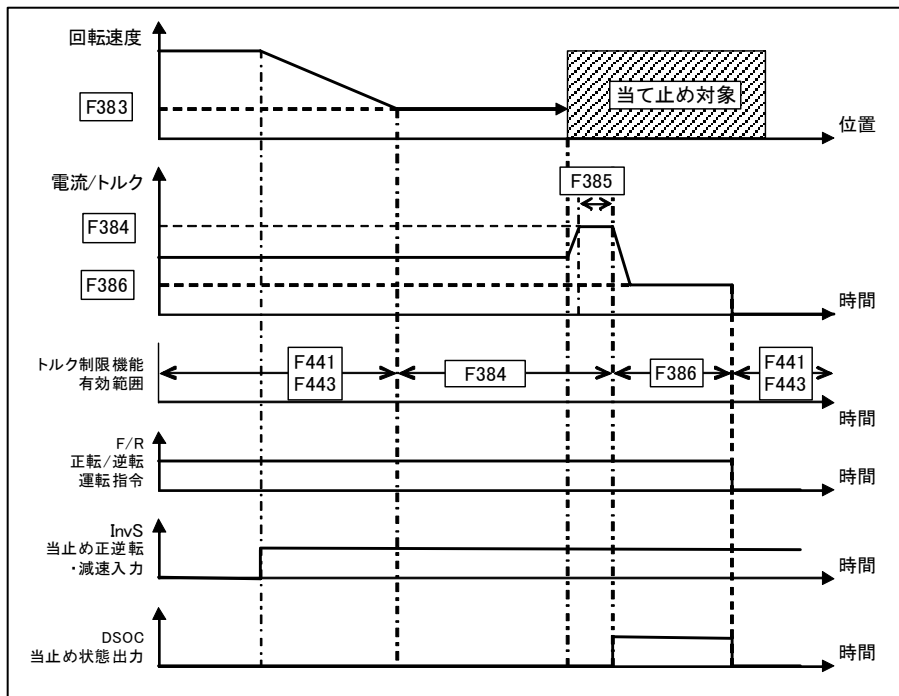 回転速度
F383
当て止め対象
位置
電流/トルク
F385
F384
F386
時間
トルク制限機能
有効範囲
F441
F443
F384
F386
F441
F443
時間
F/R
正転/逆転
運転指令
時間
InvS
当止め正逆転
・減速入力
時間
DSOC
当止め状態出力
時間